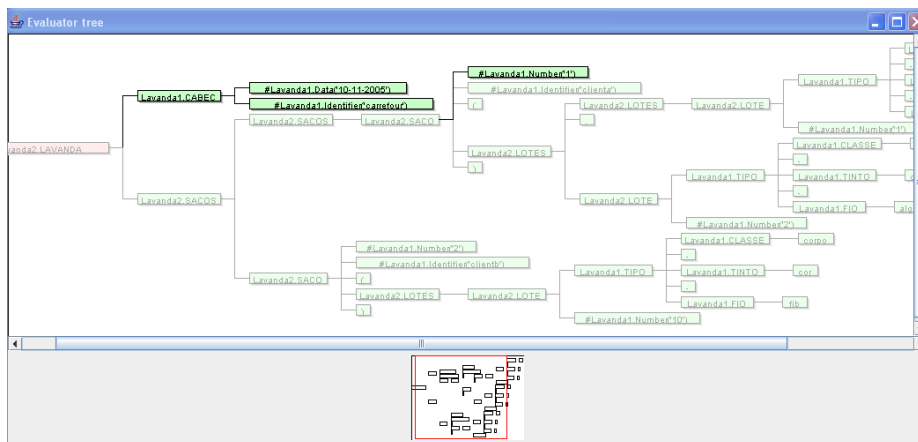 Evaluator tree
Lavanda1.CABEC
#Lavanda1.Data("10-11-2005")
#Lavanda1.Identifier("carrefour")
Lavanda2.SACOS
Lavanda2.SACO
#Lavanda1.Number("1")
#Lavanda1.Identifier("clienta")
(
Lavanda2.LOTES
)
Lavanda2.LOTES
,
Lavanda2.LOTE
Lavanda1.TIPO
#Lavanda1.Number("1")
Lavanda2.LOTE
Lavanda1.TIPO
Lavanda1.CLASSE
-
Lavanda1.TINTO
-
Lavanda1.FIO
#Lavanda1.Number("2")
vanda2.LAVANDA
Lavanda2.SACOS
Lavanda2.SACO
#Lavanda1.Number("2")
#Lavanda1.Identifier("clientb")
(
Lavanda2.LOTES
)
Lavanda2.LOTE
Lavanda1.TIPO
#Lavanda1.Number("10")
Lavanda1.CLASSE
corpo
-
Lavanda1.TINTO
cor
-
Lavanda1.FIO
fib